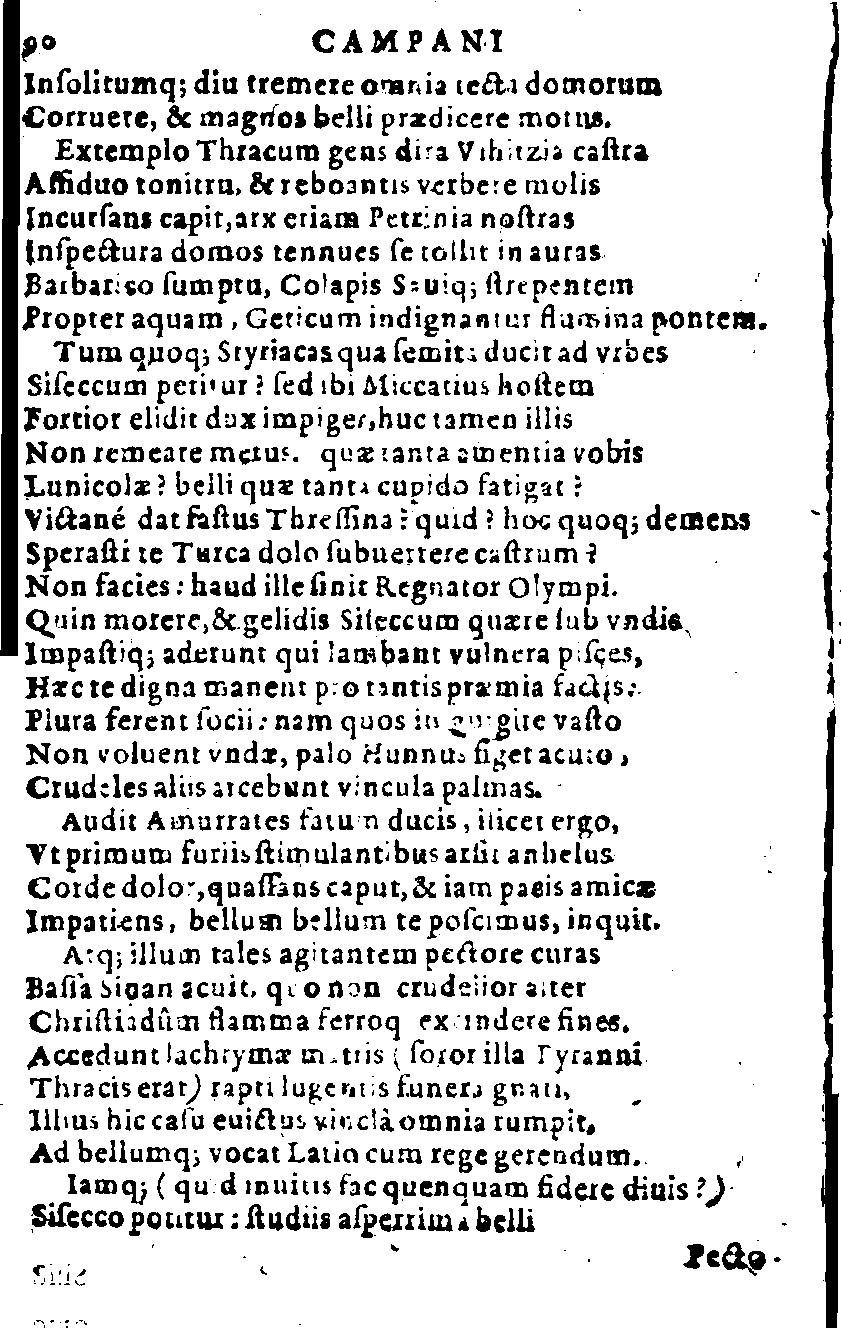 90 CAMPANI
Inſolitumq; diu tremere omnia tecta domorum
Corruere, & magnos belli prædicere motus.
Extemplo Thracum gens dira Vihitzia caſtra
Aſſiduo tonitru, & reboantis verbere molis
Incurſans capit, arx etiam Petrinia noſtras
Inſpectura domos tennues ſe tollit in auras
Barbarico ſumptu, Colapis Sauiq; ſtrepentem
Propter aquam, Geticum indignantur flumina pontem.
Tum quoq; Styriacas qua ſemita ducit ad vrbes
Siſeccum petitur? ſed ibi Miccatius hoſtem
Fortior elidit dux impiger, huc tamen illis
Non remeare metus. quæ tanta amentia vobis
Lunicolæ? belli quæ tanta cupido fatigat?
Victané dat faſtus Threſſina? quid? hoc quoq; demens
Speraſti te Turca dolo ſubuertere caſtrum?
Non facies: haud ille ſinit Regnator Olympi.
Quin morere, & gelidis Siſeccum quære ſub vndis,
Impaſtiq; aderunt qui lambant vulnera piſces,
Hæc te digna manent pro tantis præmia factis:
Plura ferent ſocii: nam quos in gurgite vaſto
Non voluent vndæ, palo Hunnus figet acuto,
Crudeles aliis arcebunt vincula palmas.
Audit Amurrates fatum ducis, ilicet ergo,
Vt primum furiis ſtimulantibus arſit anhelus
Corde dolor, quaſſans caput, & iam pacis amicæ
Impatiens, bellum bellum te poſcimus, inquit.
Atq; illum tales agitantem pectore curas
Baſſa Sinan acuit, quo non crudelior alter
Chriſtiadûm flamma ferroq exſcindere fines.
Accedunt lachrymæ matris (ſoror illa Tyranni
Thracis erat) rapti lugentis funera gnati,
Illius hic caſu euictus vinclà omnia rumpit,
Ad bellumq; vocat Latio cum rege gerendum.
Iamq; (quid inuitis fac quenquam fidere diuis?)
Siſecco potitur: ſtudiis aſperrima belli
Pecto